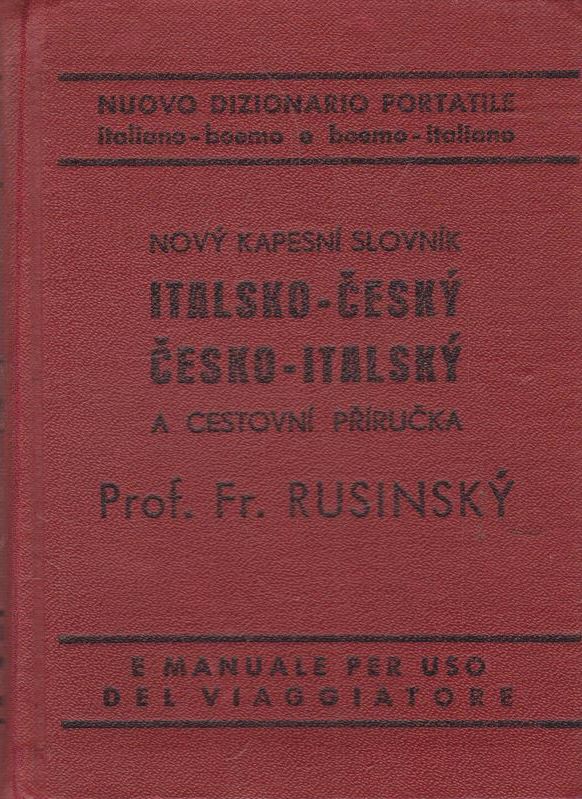 NUOVO DIZIONARIO PORTATILE
italiano-boemo e boemo-italiano
NOVÝ KAPESNÍ SLOVNÍK
ITALSKO-ČESKÝ
ČESKO-ITALSKÝ
A CESTOVNÍ PŘÍRUČKA
Prof. Fr. RUSINSKÝ
E MANUALE PER USO
DEL VIAGGIATORE